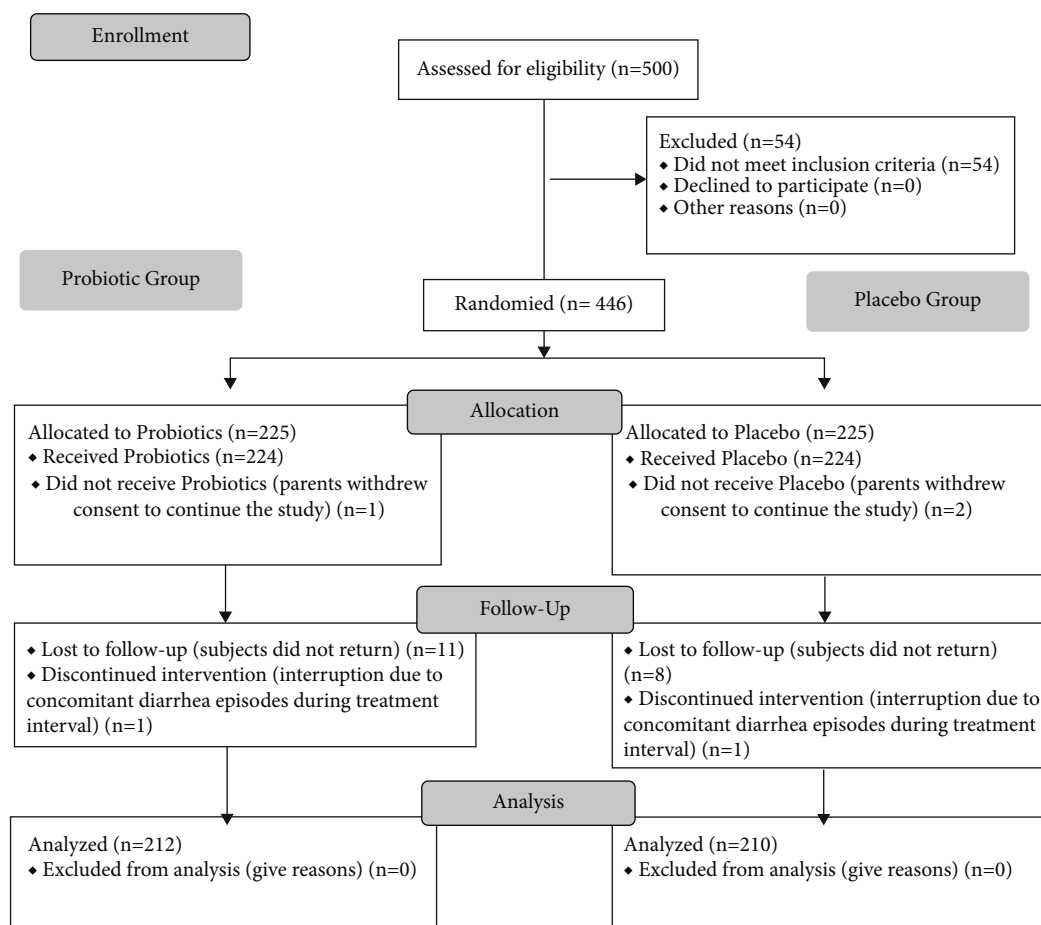 Enrollment
Assessed for eligibility (n=500)
Excluded (n=54)
◆ Did not meet inclusion criteria (n=54)
◆ Declined to participate (n=0)
◆ Other reasons (n=0)
Probiotic Group
Randomied (n= 446)
Placebo Group
Allocation
Allocated to Probiotics (n=225)
◆ Received Probiotics (n=224)
◆ Did not receive Probiotics (parents withdrew
consent to continue the study) (n=1)
Allocated to Placebo (n=225)
◆ Received Placebo (n=224)
◆ Did not receive Placebo (parents withdrew
consent to continue the study) (n=2)
Follow-Up
◆ Lost to follow-up (subjects did not return) (n=11)
◆ Discontinued intervention (interruption due to
concomitant diarrhea episodes during treatment
interval) (n=1)
◆ Lost to follow-up (subjects did not return)
(n=8)
◆ Discontinued intervention (interruption due to
concomitant diarrhea episodes during treatment
interval) (n=1)
Analysis
Analyzed (n=212)
◆ Excluded from analysis (give reasons) (n=0)
Analyzed (n=210)
◆ Excluded from analysis (give reasons) (n=0)